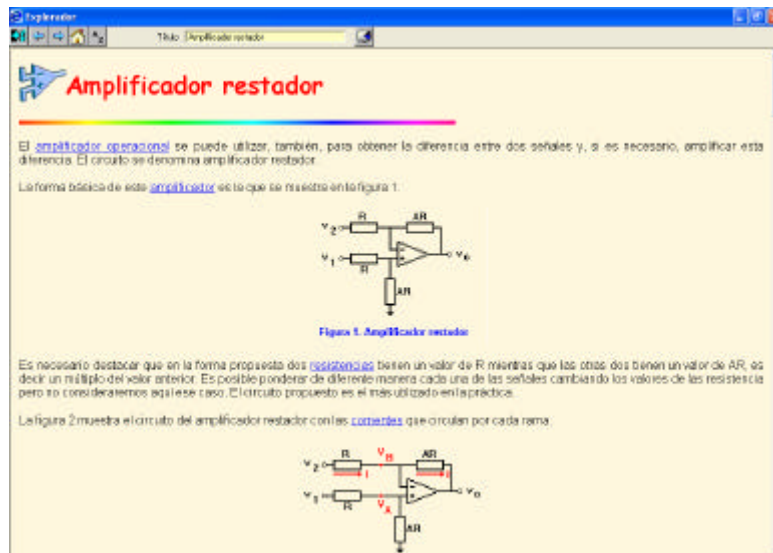 Explorador
Título Amplificador restador
Amplificador restador
El amplificador operacional se puede utilizar, también, para obtener la diferencia entre dos señales y, si es necesario, amplificar esta
diferencia. El circuito se denomina amplificador restador.
La forma básica de este amplificador es la que se muestra en la figura 1:
R AR
v2
v1 vo
R
AR
Figura 1. Amplificador restador
Es necesario destacar que en la forma propuesta dos resistencias tienen un valor de R mientras que las otras dos tienen un valor de AR, es
decir un múltiplo del valor anterior. Es posible ponderar de diferente manera cada una de las señales cambiando los valores de las resistencia
pero no consideraremos aquí ese caso. El circuito propuesto es el más utilizado en la práctica.
La figura 2 muestra el circuito del amplificador restador con las corrientes que circulan por cada rama:
R VB AR
v2 I I
v1 vo
R VA
AR